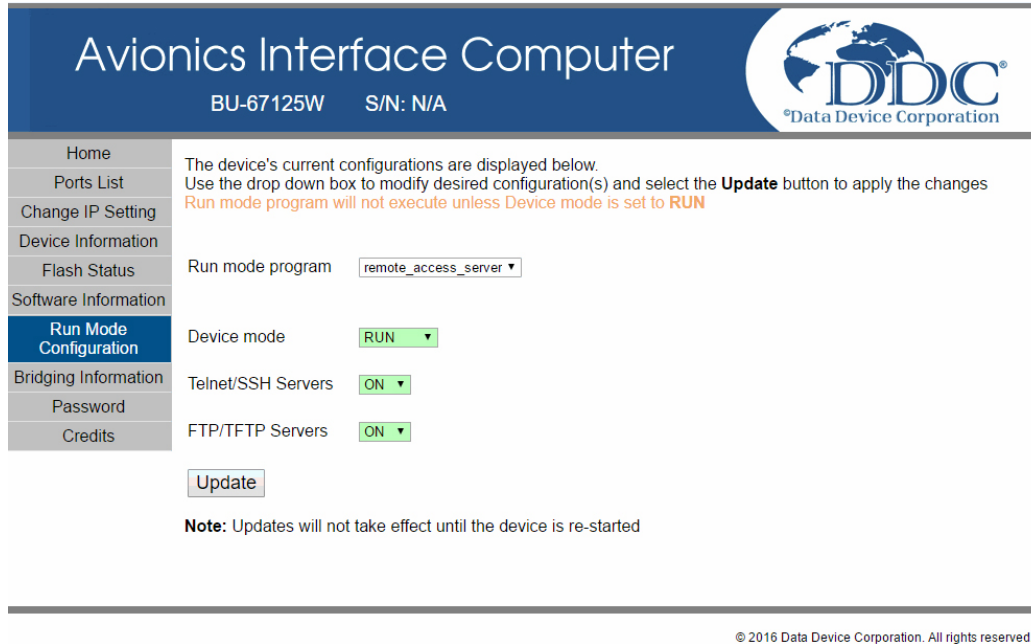 Avionics Interface Computer
BU-67125W S/N: N/A
DDC®
©Data Device Corporation
Home
Ports List
Change IP Setting
Device Information
Flash Status
Software Information
Run Mode
Configuration
Bridging Information
Password
Credits
The device's current configurations are displayed below.
Use the drop down box to modify desired configuration(s) and select the Update button to apply the changes
Run mode program will not execute unless Device mode is set to RUN
Run mode program remote_access_server
Device mode RUN
Telnet/SSH Servers ON
FTP/TFTP Servers ON
Update
Note: Updates will not take effect until the device is re-started
© 2016 Data Device Corporation. All rights reserved